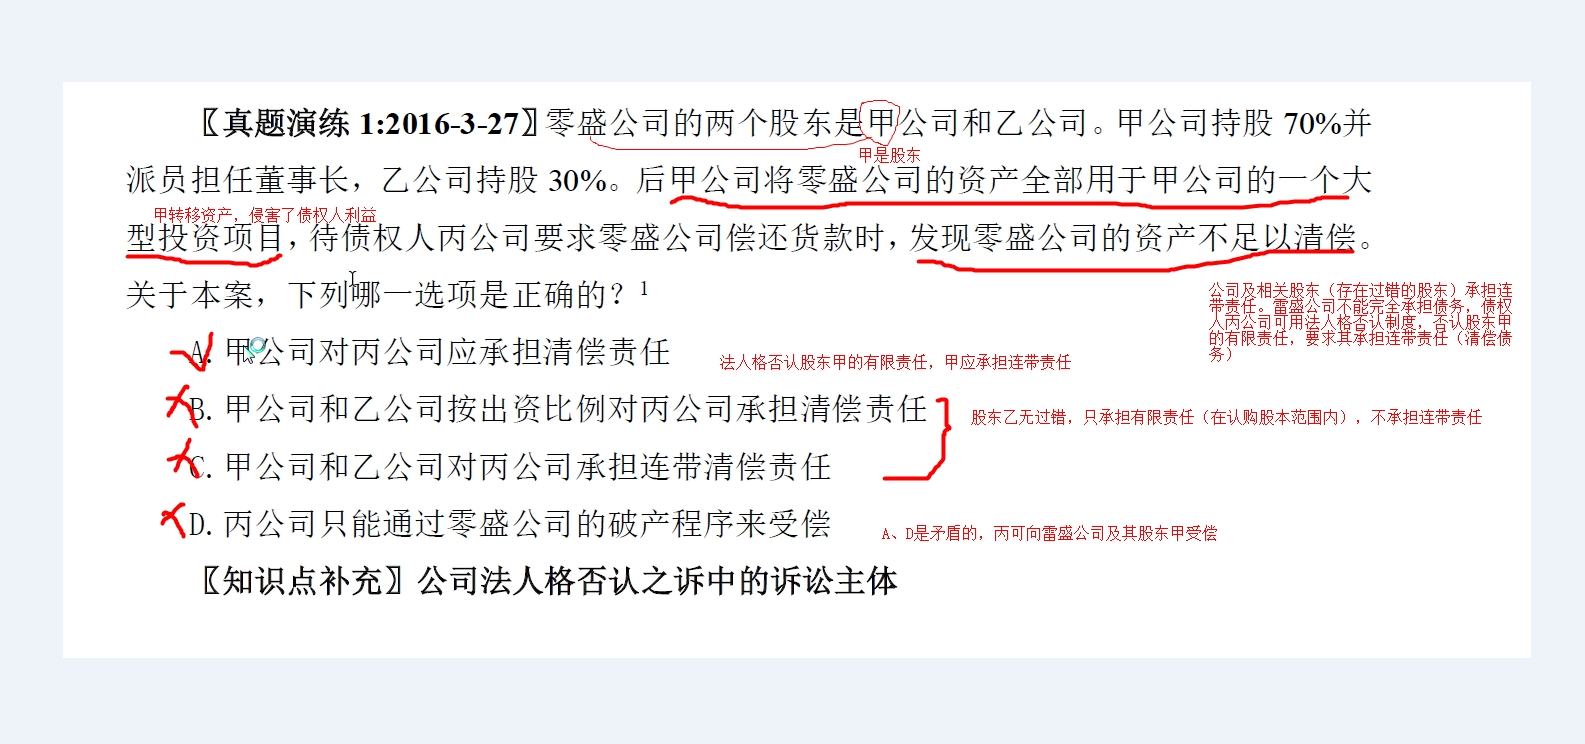 〖真题演练 1:2016-3-27〗零盛公司的两个股东是甲公司和乙公司。甲公司持股 70%并
甲是股东
派员担任董事长，乙公司持股 30%。后甲公司将零盛公司的资产全部用于甲公司的一个大
甲转移资产，侵害了债权人利益
型投资项目，待债权人丙公司要求零盛公司偿还货款时，发现零盛公司的资产不足以清偿。
关于本案，下列哪一选项是正确的？1
公司及相关股东（存在过错的股东）承担连
带责任。雷盛公司不能完全承担债务，债权
人丙公司可用法人格否认制度，否认股东甲
的有限责任，要求其承担连带责任（清偿债
务）
A. 甲公司对丙公司应承担清偿责任
法人格否认股东甲的有限责任，甲应承担连带责任
B. 甲公司和乙公司按出资比例对丙公司承担清偿责任
股东乙无过错，只承担有限责任（在认购股本范围内），不承担连带责任
C. 甲公司和乙公司对丙公司承担连带清偿责任
D. 丙公司只能通过零盛公司的破产程序来受偿
A、D是矛盾的，丙可向雷盛公司及其股东甲受偿
〖知识点补充〗公司法人格否认之诉中的诉讼主体